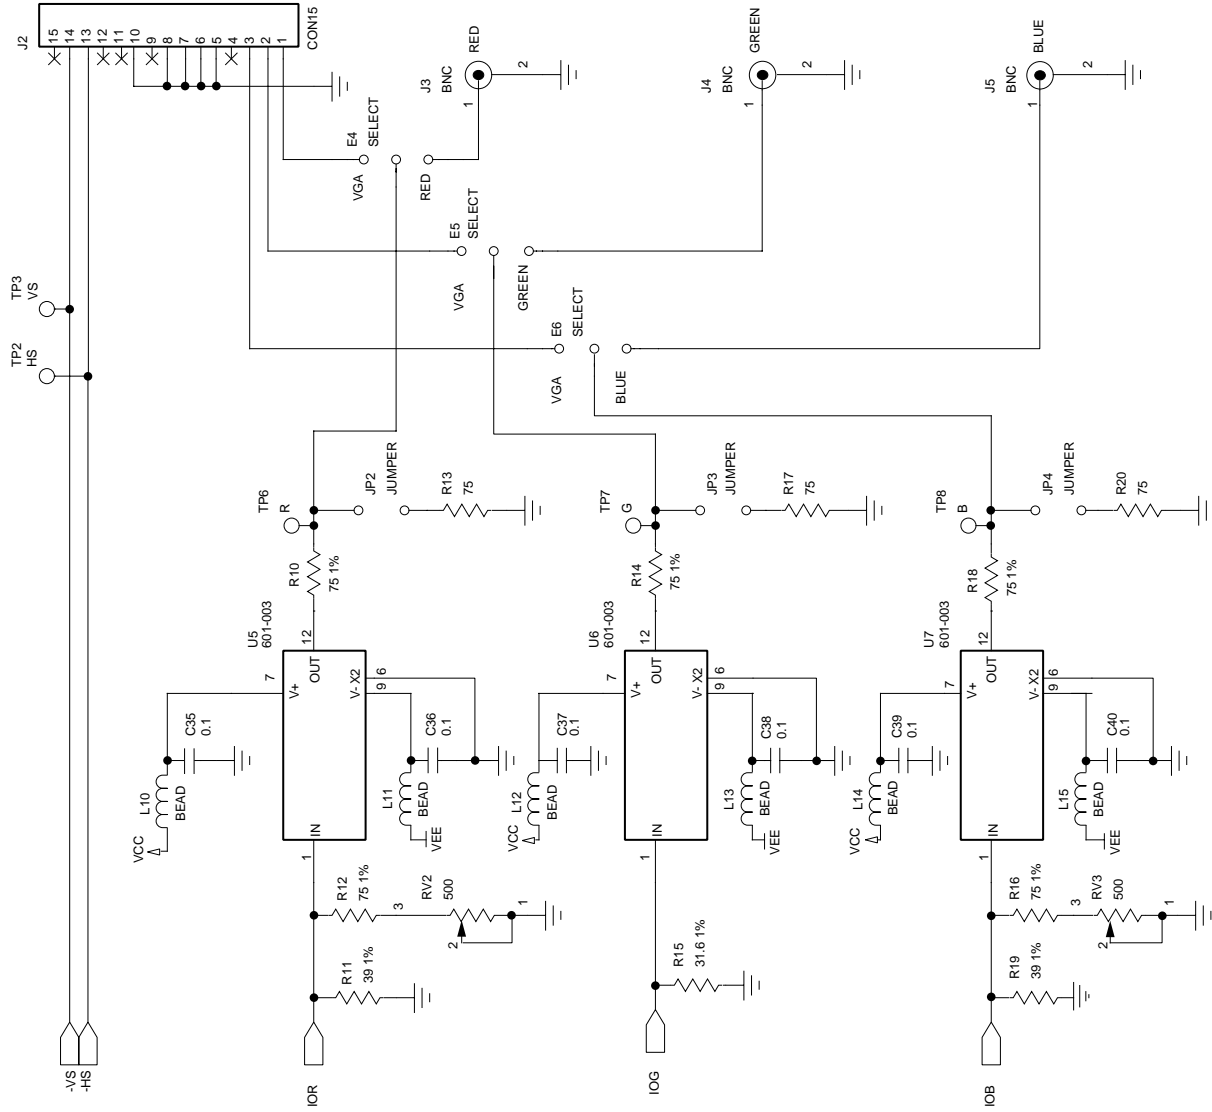 J2
15
14
13
12
11
10
9
8
7
6
5
4
3
2
1
CON15
TP3
VS
TP2
HS
-VS
-HS
J3
BNC
RED
1
2
J4
BNC
GREEN
1
2
J5
BNC
BLUE
1
2
E4
SELECT
VGA
RED
E5
SELECT
VGA
GREEN
E6
SELECT
VGA
BLUE
IOR
R11
39 1%
R12
75 1%
RV2
500
3
2
1
1
IN
U5
601-003
V+
7
OUT
12
V-
X2
9
6
VCC
L10
BEAD
C35
0.1
VEE
L11
BEAD
C36
0.1
R10
75 1%
TP6
R
JP2
JUMPER
R13
75
IOG
R15
31.6 1%
1
IN
U6
601-003
V+
7
OUT
12
V-
X2
9
6
VCC
L12
BEAD
C37
0.1
VEE
L13
BEAD
C38
0.1
R14
75 1%
TP7
G
JP3
JUMPER
R17
75
IOB
R19
39 1%
R16
75 1%
RV3
500
3
2
1
1
IN
U7
601-003
V+
7
OUT
12
V-
X2
9
6
VCC
L14
BEAD
C39
0.1
VEE
L15
BEAD
C40
0.1
R18
75 1%
TP8
B
JP4
JUMPER
R20
75